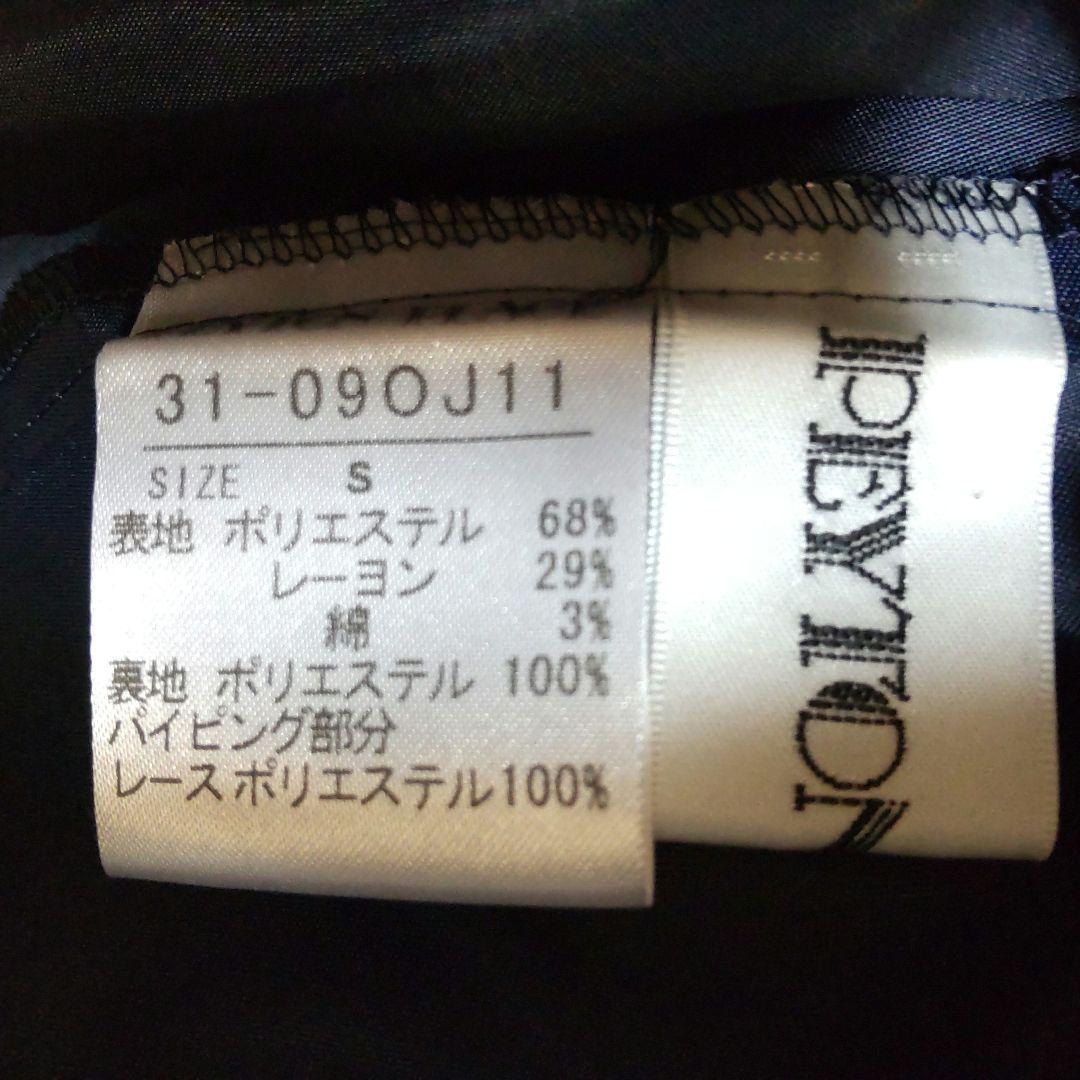 31-09OJ11
SIZE S
表地 ポリエステル 68%
レーヨン 29%
綿 3%
裏地 ポリエステル 100%
パイピング部分
レース ポリエステル100%
PEYTON